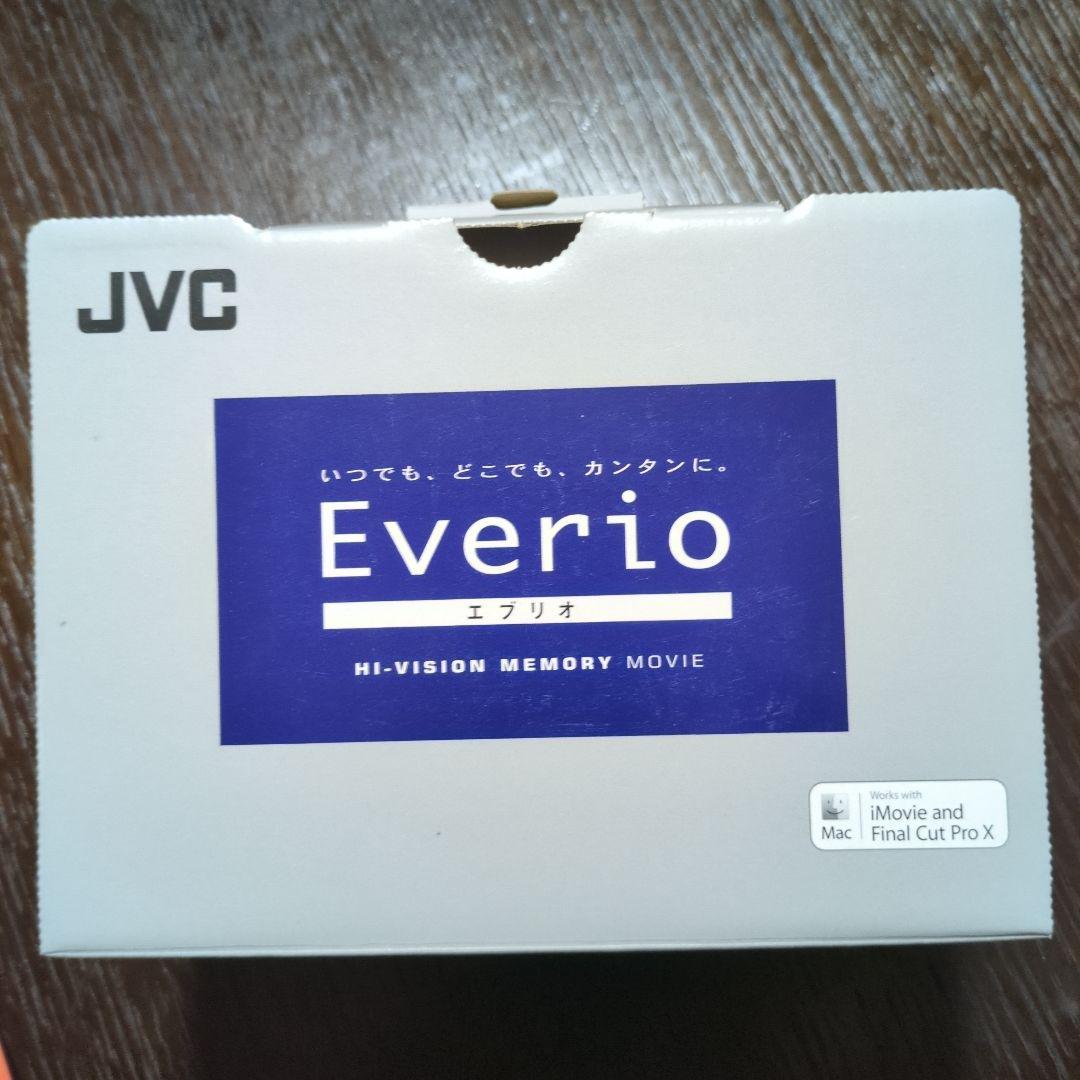 JVC
いつでも、どこでも、カンタンに。
Everio
エブリオ
HI-VISION MEMORY MOVIE
Works with
iMovie and
Mac
Final Cut Pro X